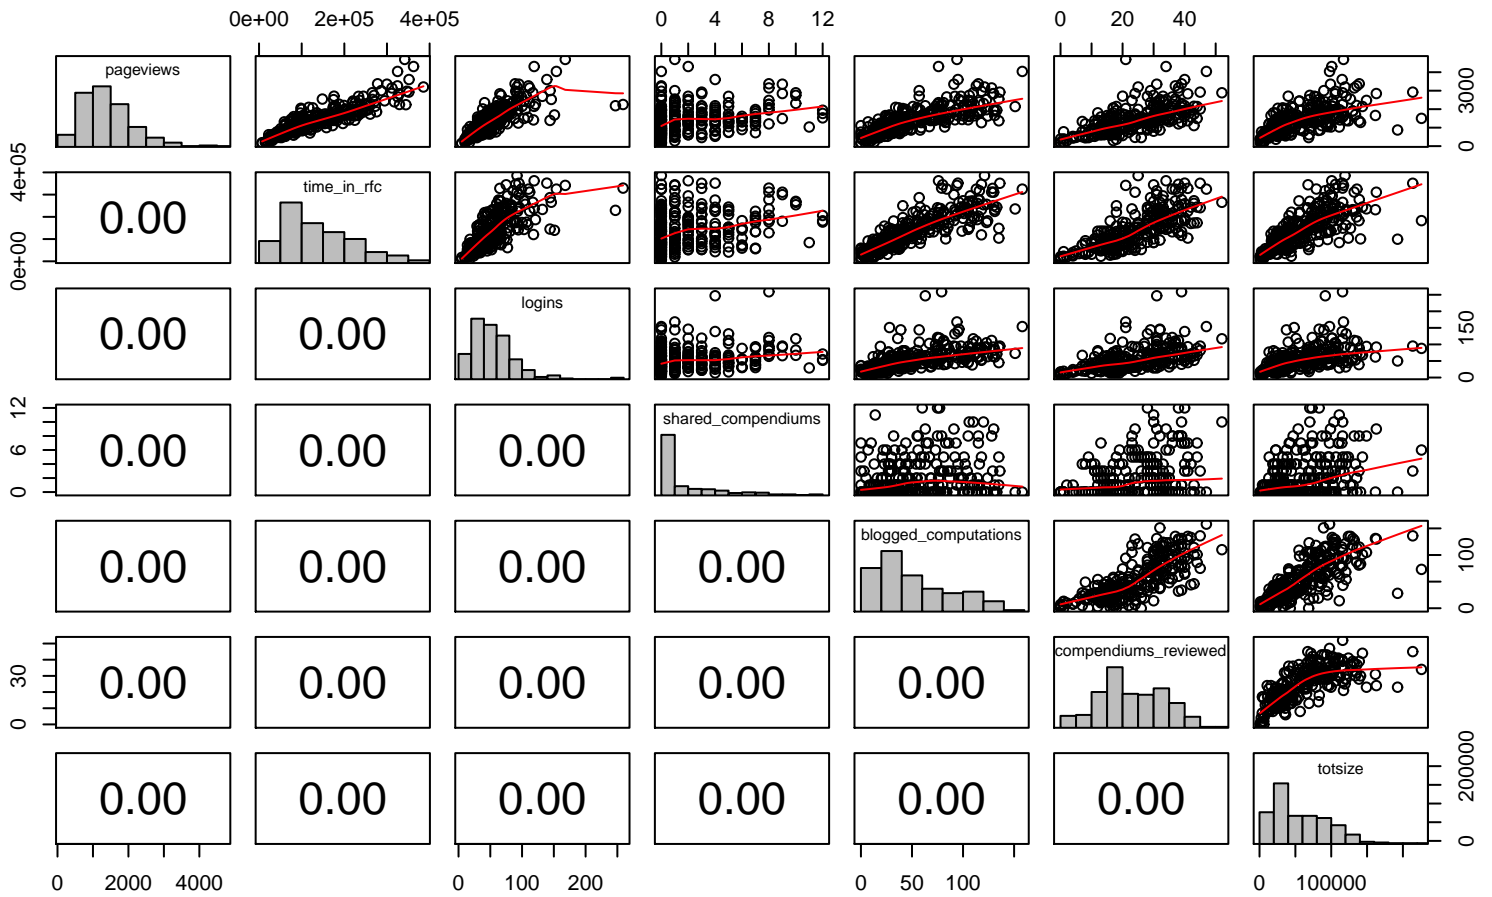 0e+00 2e+05 4e+05 0 4 8 12 0 20 40
pageviews
0 3000
0e+00 4e+05
0.00 time_in_rfc
0.00 0.00 logins
0 150
0 6 12
0.00 0.00 0.00 shared_compendiums
0.00 0.00 0.00 0.00 blogged_computations
0 100
0 30
0.00 0.00 0.00 0.00 0.00 compendiums_reviewed
0.00 0.00 0.00 0.00 0.00 0.00 totsize
0 200000
0 2000 4000 0 100 200 0 50 100 0 100000